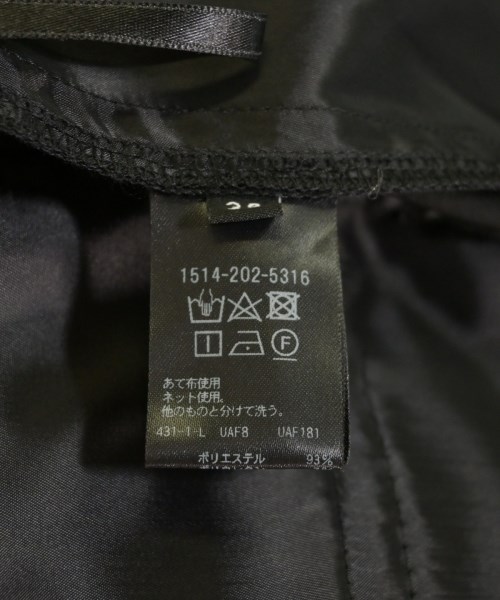 1514-202-5316
F
あて布使用
ネット使用。
他のものと分けて洗う。
431-1-L UAF8 UAF181
ポリエステル 93%